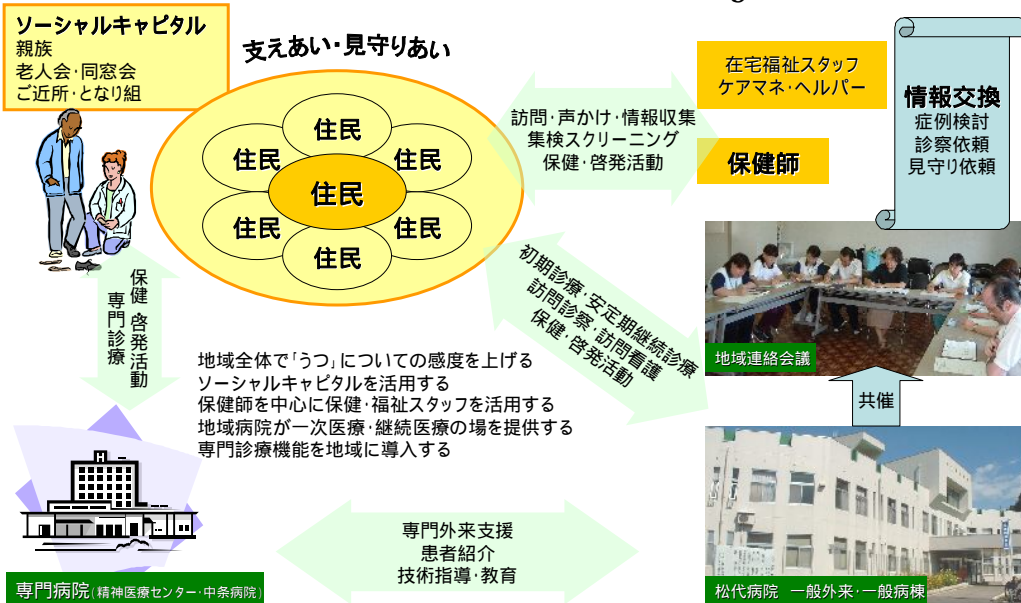 ソーシャルキャピタル
親族
老人会・同窓会
ご近所・となり組
支えあい・見守りあい
住民
住民
住民
住民
住民
住民
住民
訪問・声かけ・情報収集
集検スクリーニング
保健・啓発活動
在宅福祉スタッフ
ケアマネ・ヘルパー
保健師
情報交換
症例検討
診察依頼
見守り依頼
地域連絡会議
共催
初期診療・安定期継続診療
訪問診察・訪問看護
保健・啓発活動
保健・啓発活動
専門診療
地域全体で「うつ」についての感度を上げる
ソーシャルキャピタルを活用する
保健師を中心に保健・福祉スタッフを活用する
地域病院が一次医療・継続医療の場を提供する
専門診療機能を地域に導入する
H
専門外来支援
患者紹介
技術指導・教育
専門病院(精神医療センター・中条病院)
松代病院 一般外来・一般病棟